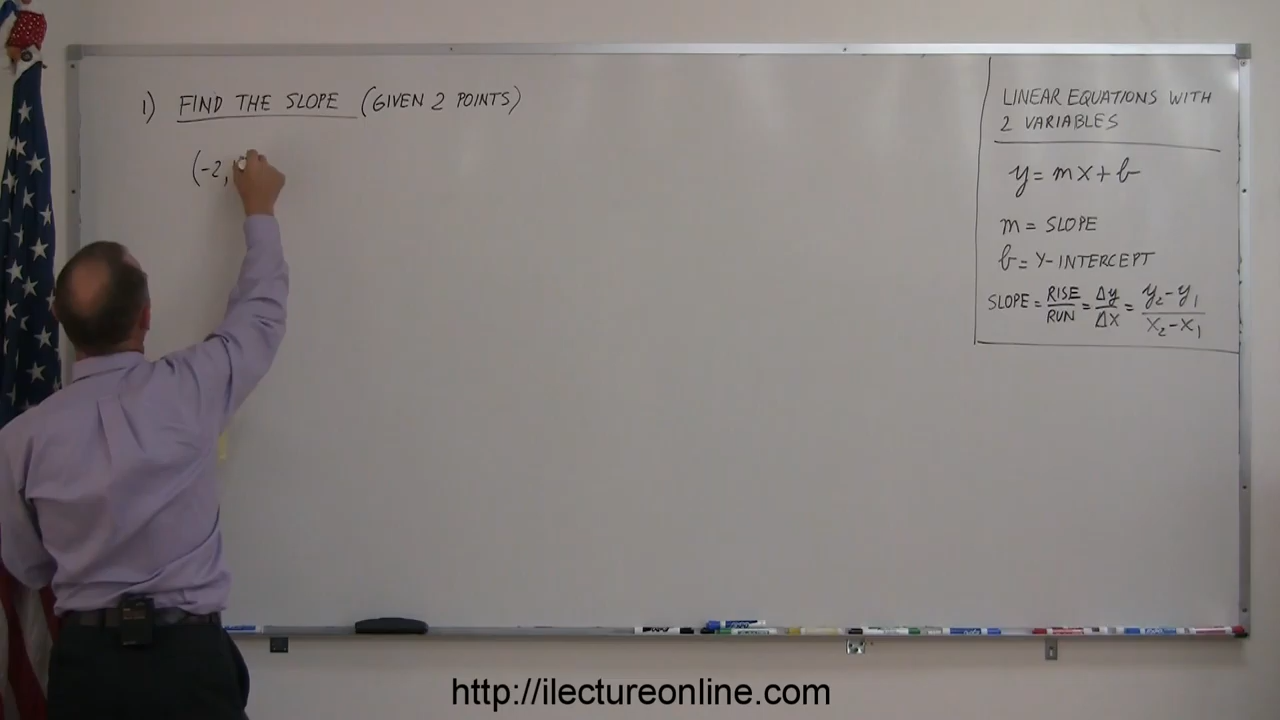 1) FIND THE SLOPE (GIVEN 2 POINTS)
(-2,
LINEAR EQUATIONS WITH
2 VARIABLES
y = mx + b
m = SLOPE
b = Y-INTERCEPT
SLOPE = RISE/RUN = Δy/Δx = y₂-y₁/x₂-x₁
http://ilectureonline.com